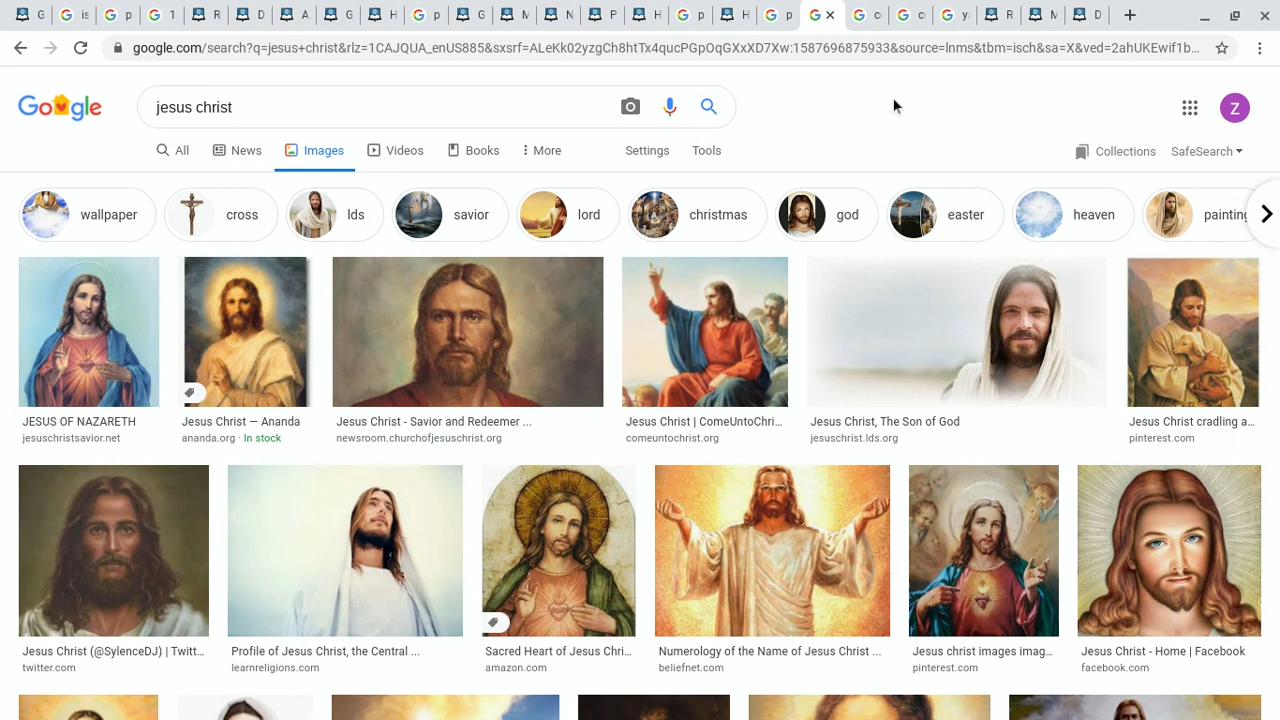 G
is
G
p
1
R
D
A
G
H
p
G
M
N
P
H
p
H
p
G
co
co
y
R
M
D
google.com/search?q=jesus+christ&rlz=1CAJQUA_enUS885&sxsrf=ALeKk02yzgCh8htTx4qucPGpOqGXxXD7Xw:1587696875933&source=lnms&tbm=isch&sa=X&ved=2ahUKEwif1b...
Google
jesus christ
Z
All News Images Videos Books More Settings Tools Collections SafeSearch
wallpaper cross lds savior lord christmas god easter heaven painting
JESUS OF NAZARETH
jesuschristsavior.net
Jesus Christ — Ananda
ananda.org · In stock
Jesus Christ - Savior and Redeemer ...
newsroom.churchofjesuschrist.org
Jesus Christ | ComeUntoChri...
comeuntochrist.org
Jesus Christ, The Son of God
jesuschrist.lds.org
Jesus Christ cradling a...
pinterest.com
Jesus Christ (@SylenceDJ) | Twitt...
twitter.com
Profile of Jesus Christ, the Central ...
learnreligions.com
Sacred Heart of Jesus Chri...
amazon.com
Numerology of the Name of Jesus Christ ...
beliefnet.com
Jesus christ images imag...
pinterest.com
Jesus Christ - Home | Facebook
facebook.com